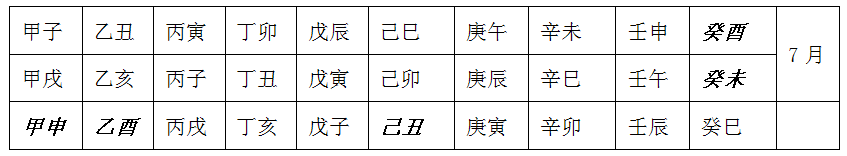 甲子 乙丑 丙寅 丁卯 戊辰 己巳 庚午 辛未 壬申 癸酉 7月
甲戌 乙亥 丙子 丁丑 戊寅 己卯 庚辰 辛巳 壬午 癸未
甲申 乙酉 丙戌 丁亥 戊子 己丑 庚寅 辛卯 壬辰 癸巳